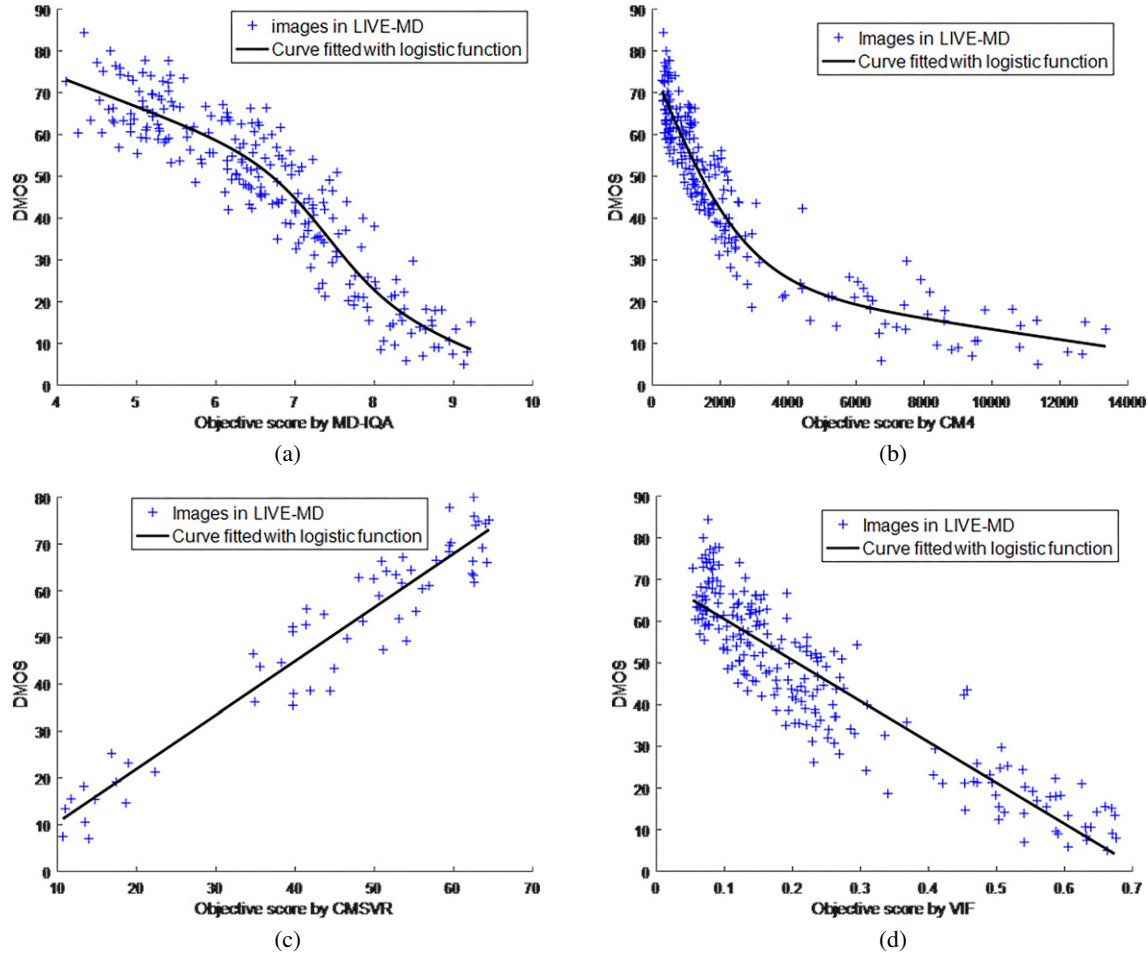 images in LIVE-MD
Curve fitted with logistic function
DMOS
90
80
70
60
50
40
30
20
10
0
4 5 6 7 8 9 10
Objective score by MD-IQA
(a)
Images in LIVE-MD
Curve fitted with logistic function
DMOS
90
80
70
60
50
40
30
20
10
0
0 2000 4000 6000 8000 10000 12000 14000
Objective score by CM4
(b)
Images in LIVE-MD
Curve fitted with logistic function
DMOS
80
70
60
50
40
30
20
10
0
10 20 30 40 50 60 70
Objective score by CMSVR
(c)
Images in LIVE-MD
Curve fitted with logistic function
DMOS
90
80
70
60
50
40
30
20
10
0
0 0.1 0.2 0.3 0.4 0.5 0.6 0.7
Objective score by VIF
(d)